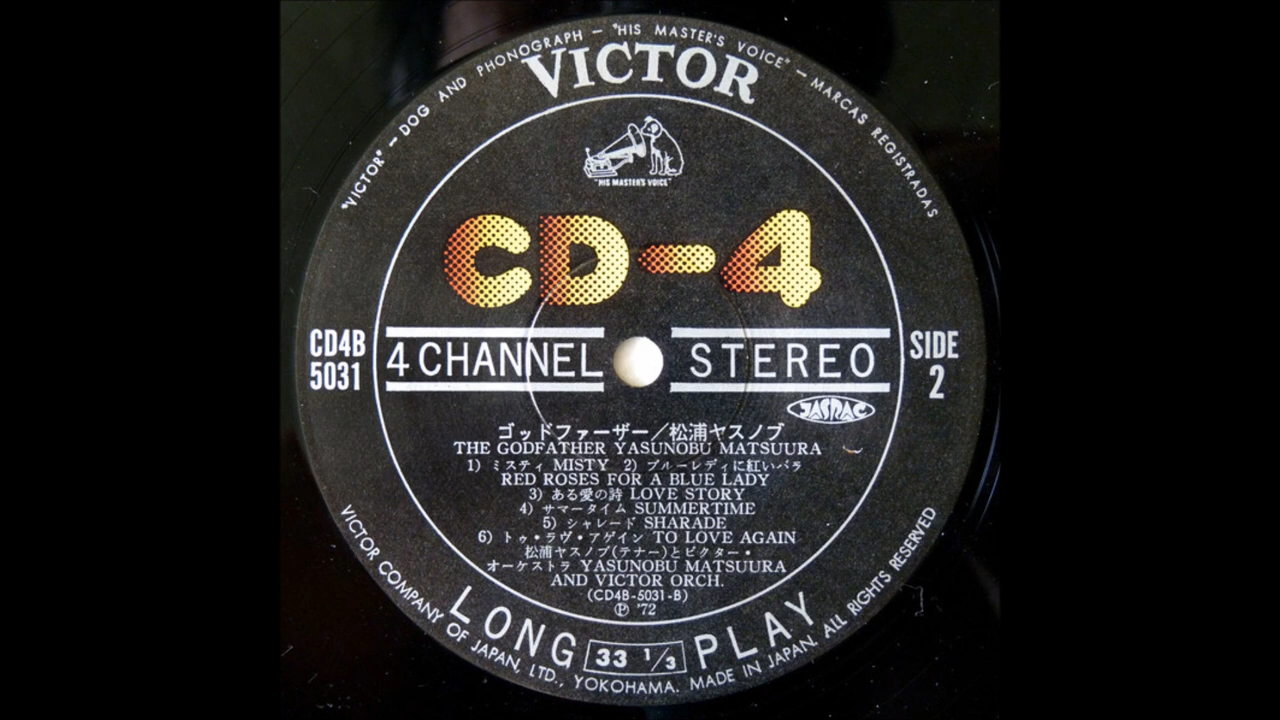 "VICTOR" – DOG AND PHONOGRAPH – "HIS MASTER'S VOICE" – MARCAS REGISTRADAS
VICTOR
"HIS MASTER'S VOICE"
CD-4
CD4B
5031
4 CHANNEL STEREO
SIDE
2
JASRAC
ゴッドファーザー／松浦ヤスノブ
THE GODFATHER YASUNOBU MATSUURA
1) ミスティ MISTY 2) ブルーレディに紅いバラ
RED ROSES FOR A BLUE LADY
3) ある愛の詩 LOVE STORY
4) サマータイム SUMMERTIME
5) シャレード SHARADE
6) トゥ・ラヴ・アゲイン TO LOVE AGAIN
松浦ヤスノブ(テナー)とビクター・
オーケストラ YASUNOBU MATSUURA
AND VICTOR ORCH.
(CD4B-5031-B)
Ⓟ '72
LONG 33 1/3 PLAY
VICTOR COMPANY OF JAPAN, LTD., YOKOHAMA. MADE IN JAPAN. ALL RIGHTS RESERVED